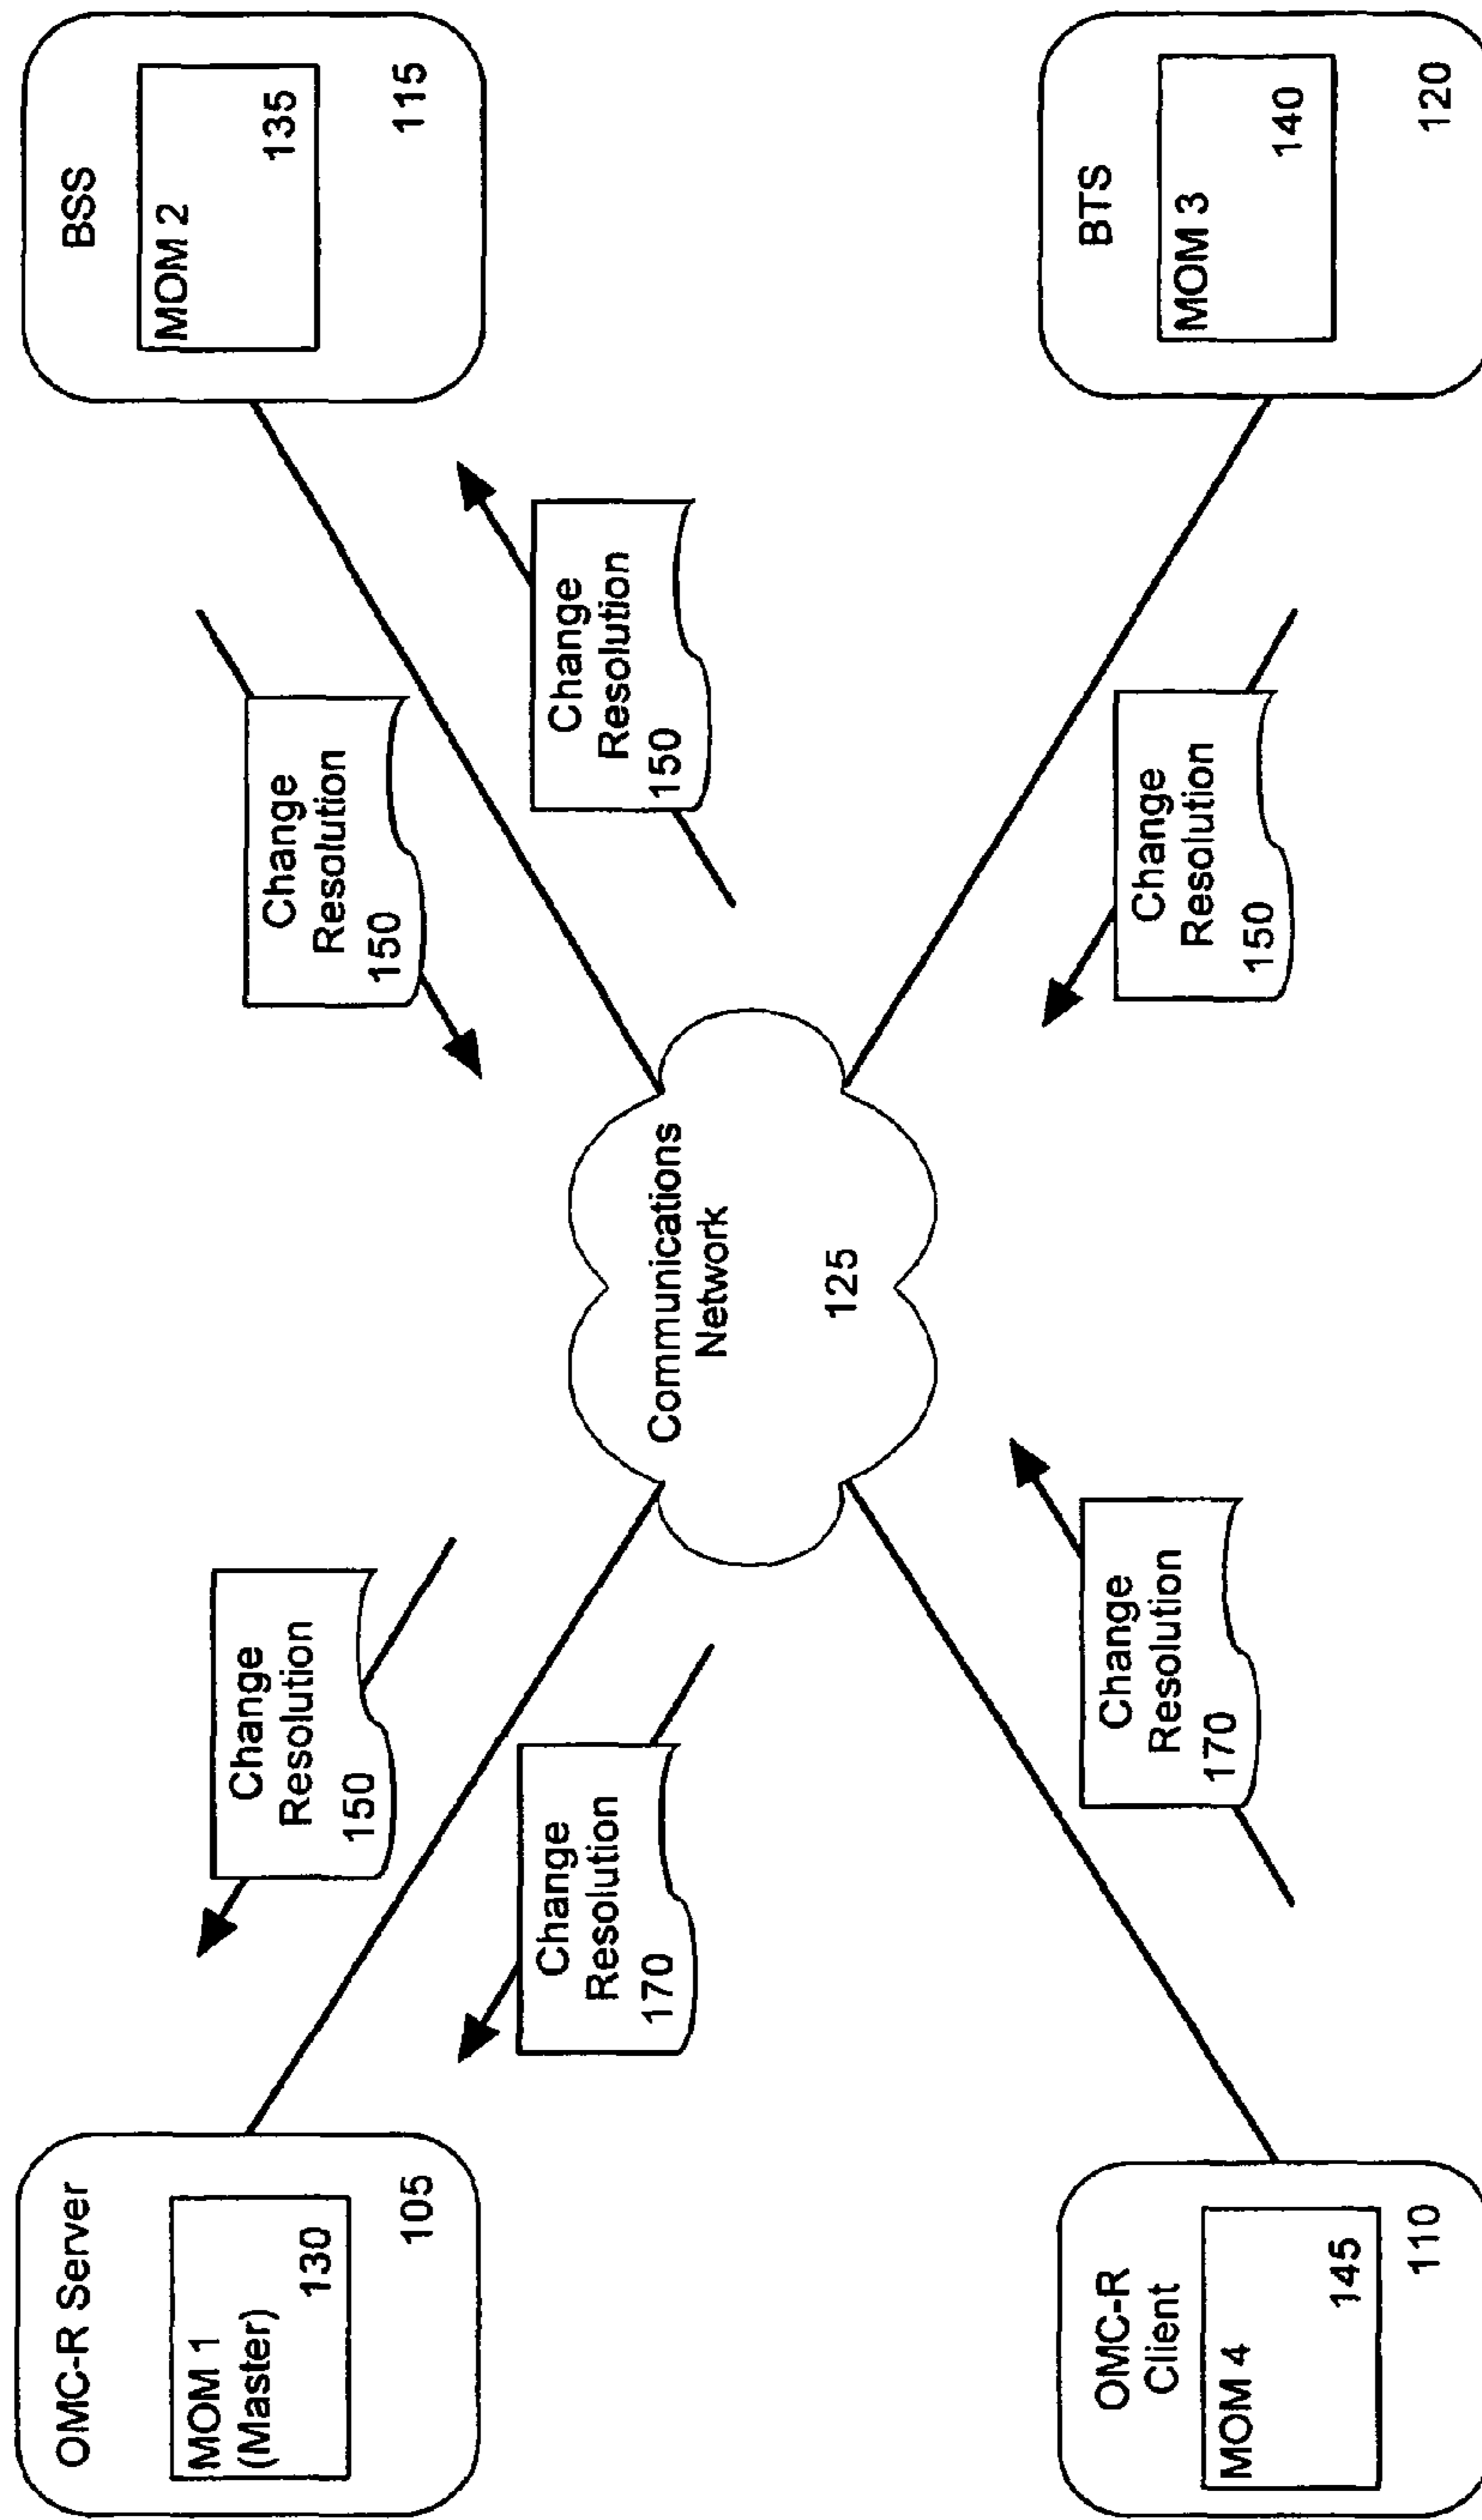 OMC-R Server
MOM 1
(Master)
130
105
Change
Resolution
150
Change
Resolution
170
Change
Resolution
150
Change
Resolution
150
BSS
MOM 2
135
115
Communications
Network
125
OMC-R
Client
MOM 4
145
110
Change
Resolution
170
Change
Resolution
150
BTS
MOM 3
140
120